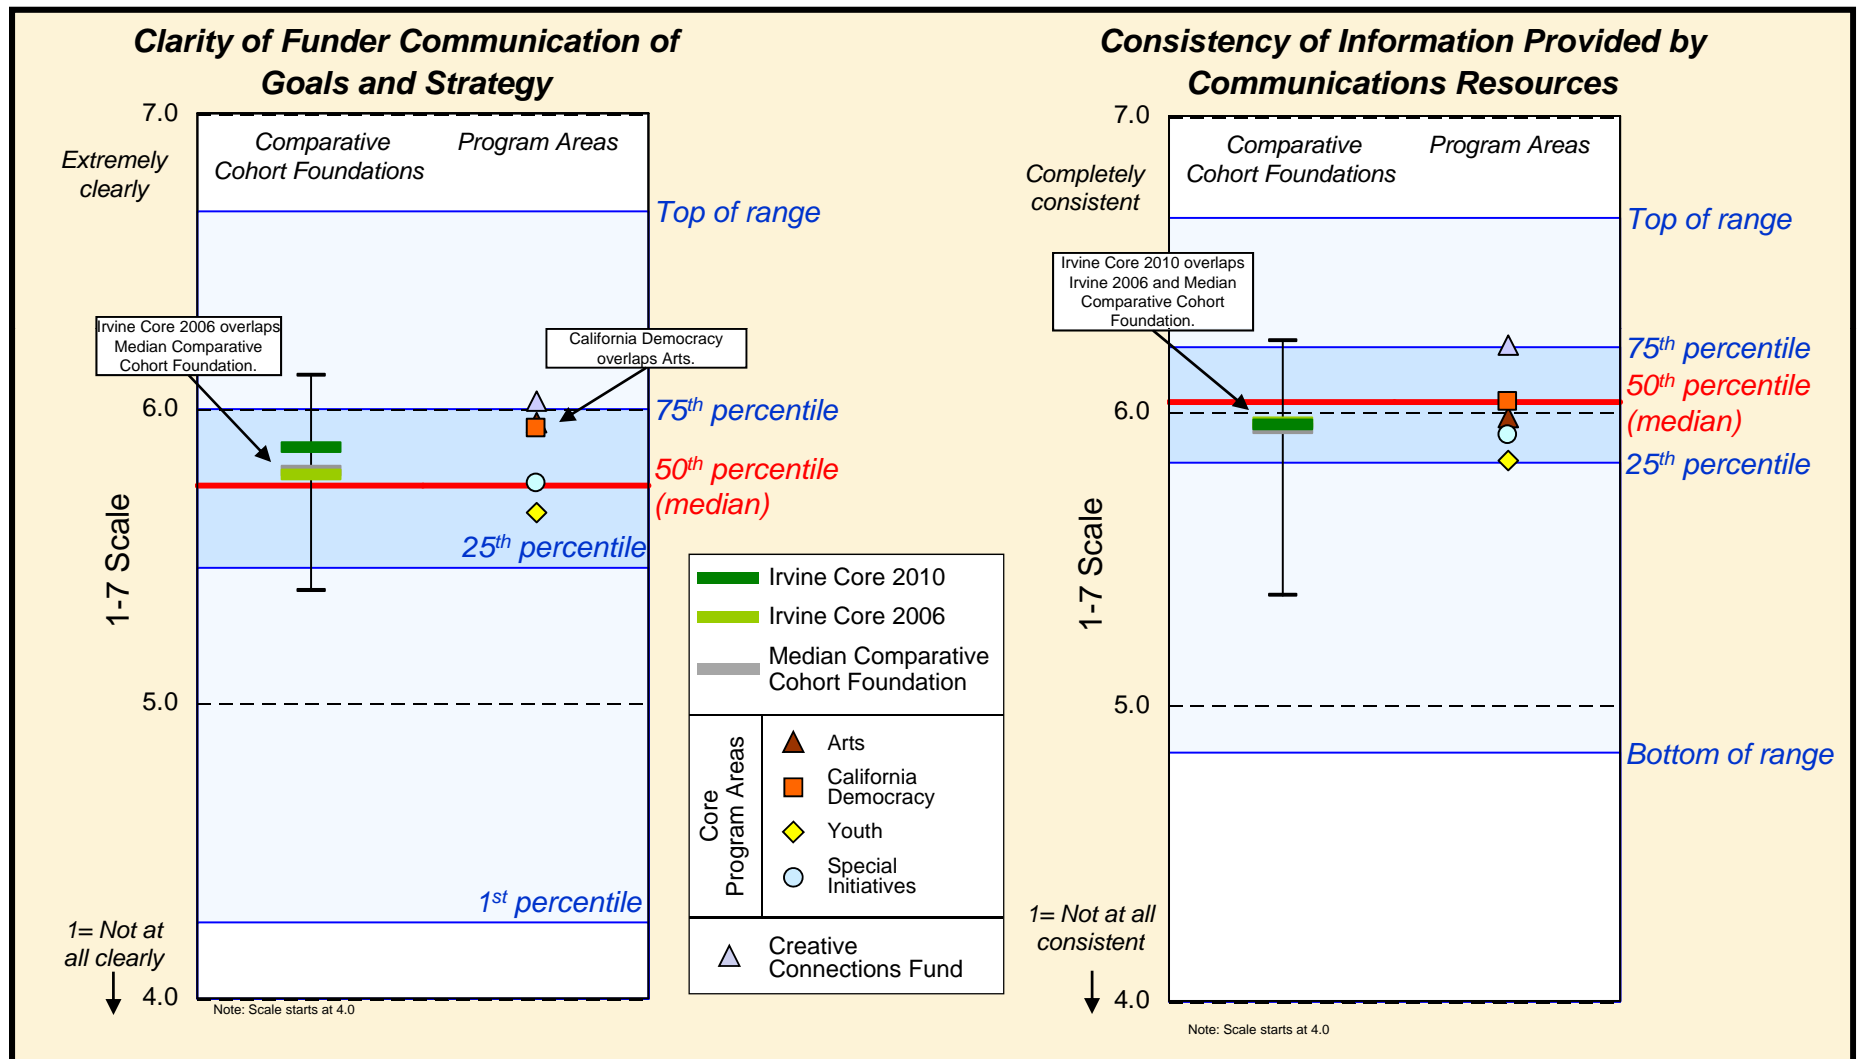 Clarity of Funder Communication of
Goals and Strategy
7.0
Extremely
clearly
Comparative
Cohort Foundations
Program Areas
Top of range
Irvine Core 2006 overlaps
Median Comparative
Cohort Foundation.
California Democracy
overlaps Arts.
6.0
75th percentile
50th percentile
(median)
25th percentile
1-7 Scale
5.0
1st percentile
1= Not at
all clearly
4.0
Note: Scale starts at 4.0
Irvine Core 2010
Irvine Core 2006
Median Comparative
Cohort Foundation
Core
Program Areas
Arts
California
Democracy
Youth
Special
Initiatives
Creative
Connections Fund
Consistency of Information Provided by
Communications Resources
7.0
Completely
consistent
Comparative
Cohort Foundations
Program Areas
Top of range
Irvine Core 2010 overlaps
Irvine 2006 and Median
Comparative Cohort
Foundation.
75th percentile
50th percentile
(median)
6.0
25th percentile
1-7 Scale
5.0
Bottom of range
1= Not at all
consistent
4.0
Note: Scale starts at 4.0